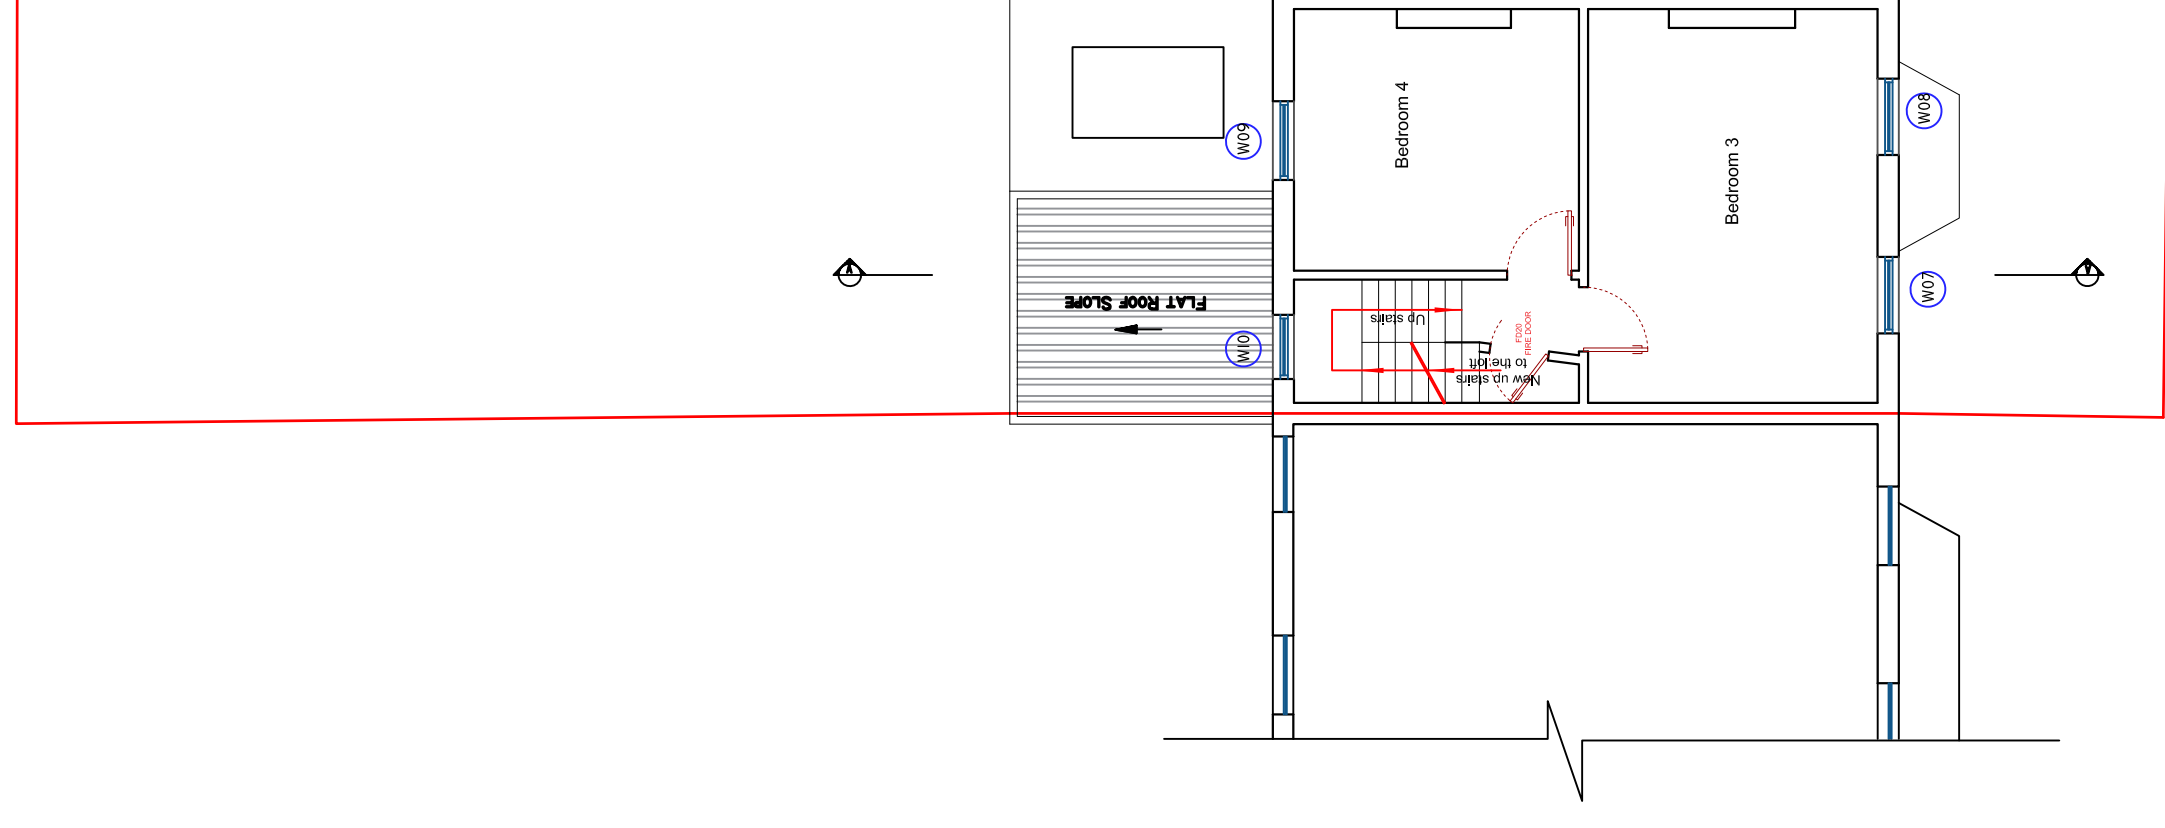 Bedroom 4
Bedroom 3
W09
W08
W10
W07
A
A
FLAT ROOF SLOPE
Up stairs
FD20
FIRE DOOR
New up stairs
to the loft